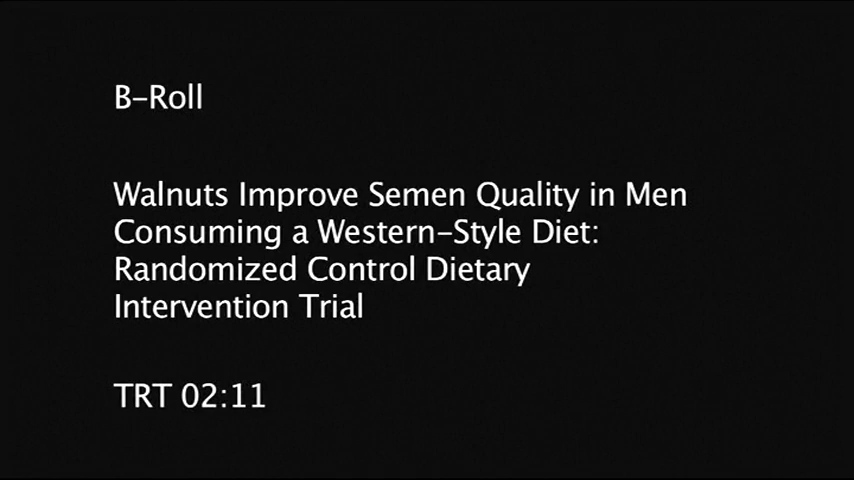 B-Roll
Walnuts Improve Semen Quality in Men
Consuming a Western-Style Diet:
Randomized Control Dietary
Intervention Trial
TRT 02:11